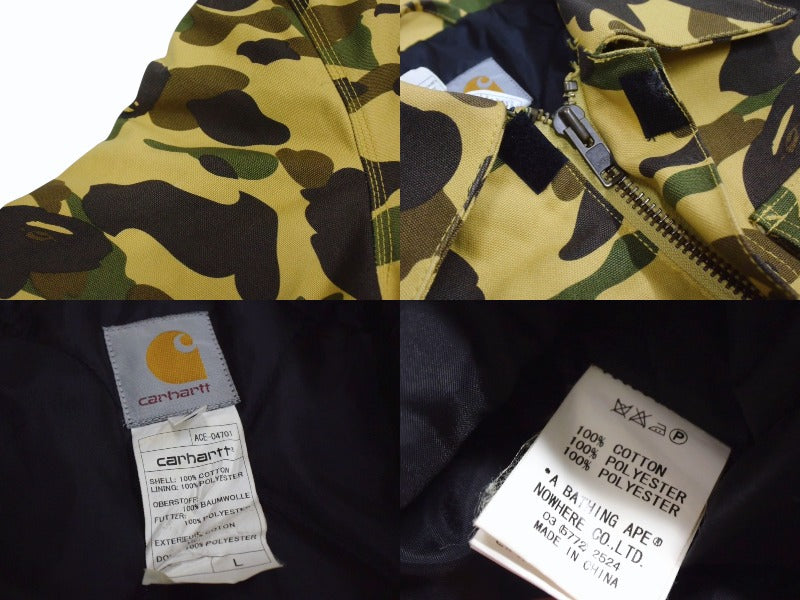 carhartt
ACE-04701
carhartt
SHELL: 100% COTTON
LINING: 100% POLYESTER
OBERSTOFF:
100% BAUMWOLLE
FUTTER:
100% POLYESTER
L
100% COTTON
100% POLYESTER
100% POLYESTER
•A BATHING APE®
NOWHERE CO.,LTD.
03 5772 2524
MADE IN CHINA